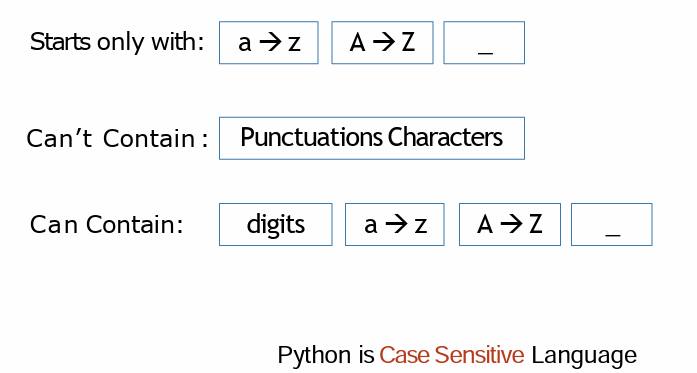 Starts only with: a → z A → Z _
Can't Contain : Punctuations Characters
Can Contain: digits a → z A → Z _
Python is Case Sensitive Language